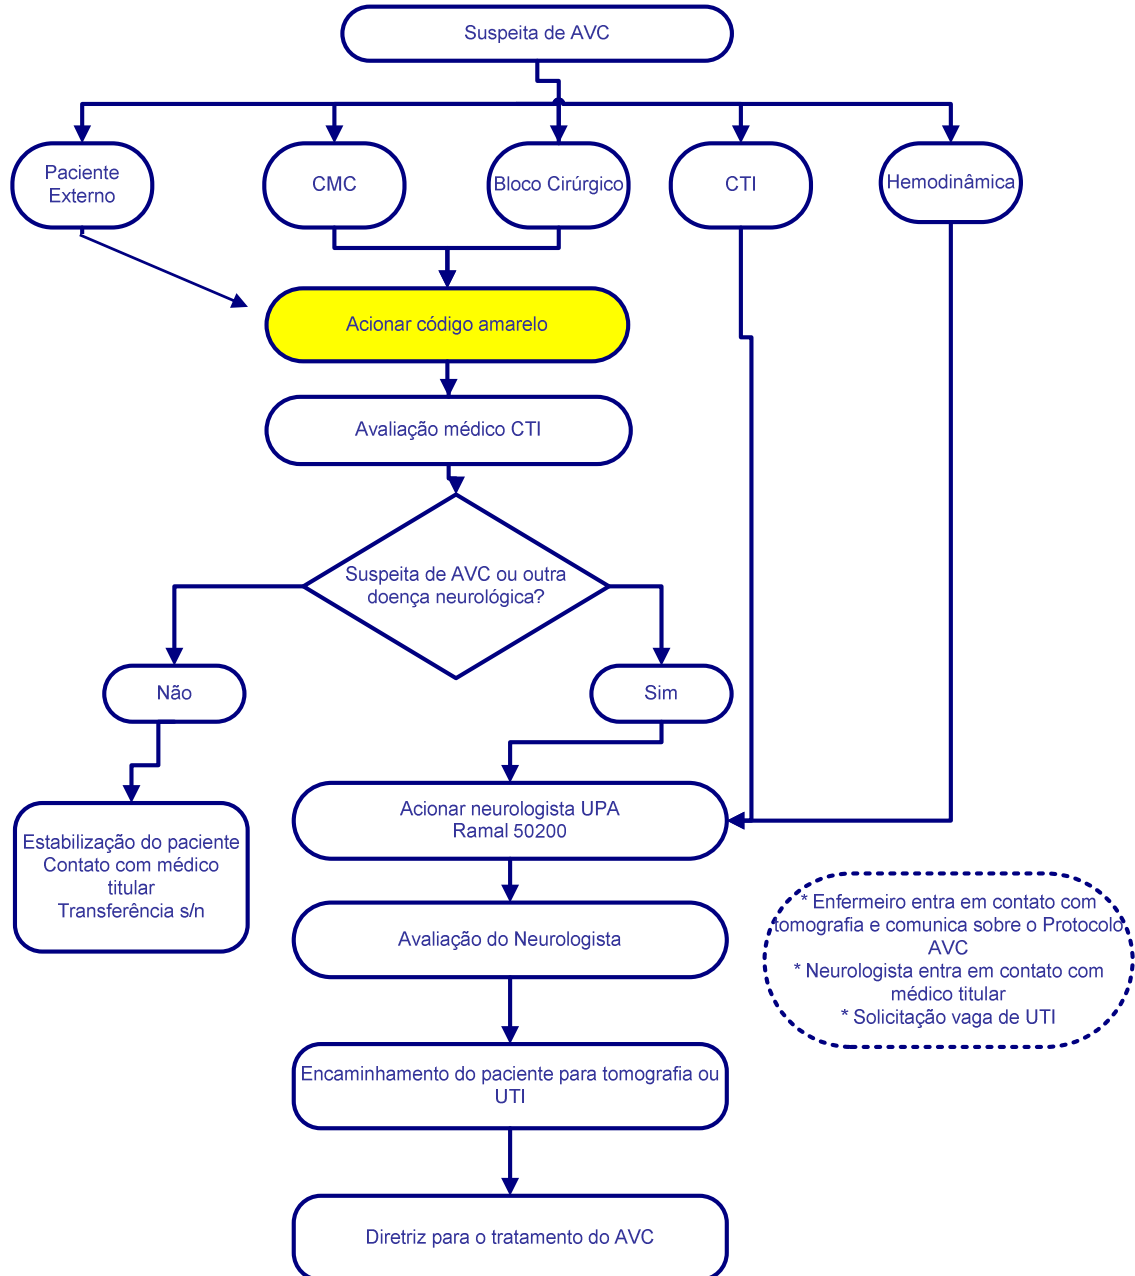 Suspeita de AVC
Paciente
Externo
CMC
Bloco Cirúrgico
CTI
Hemodinâmica
Acionar código amarelo
Avaliação médico CTI
Suspeita de AVC ou outra
doença neurológica?
Não
Sim
Estabilização do paciente
Contato com médico
titular
Transferência s/n
Acionar neurologista UPA
Ramal 50200
Avaliação do Neurologista
* Enfermeiro entra em contato com
tomografia e comunica sobre o Protocolo
AVC
* Neurologista entra em contato com
médico titular
* Solicitação vaga de UTI
Encaminhamento do paciente para tomografia ou
UTI
Diretriz para o tratamento do AVC